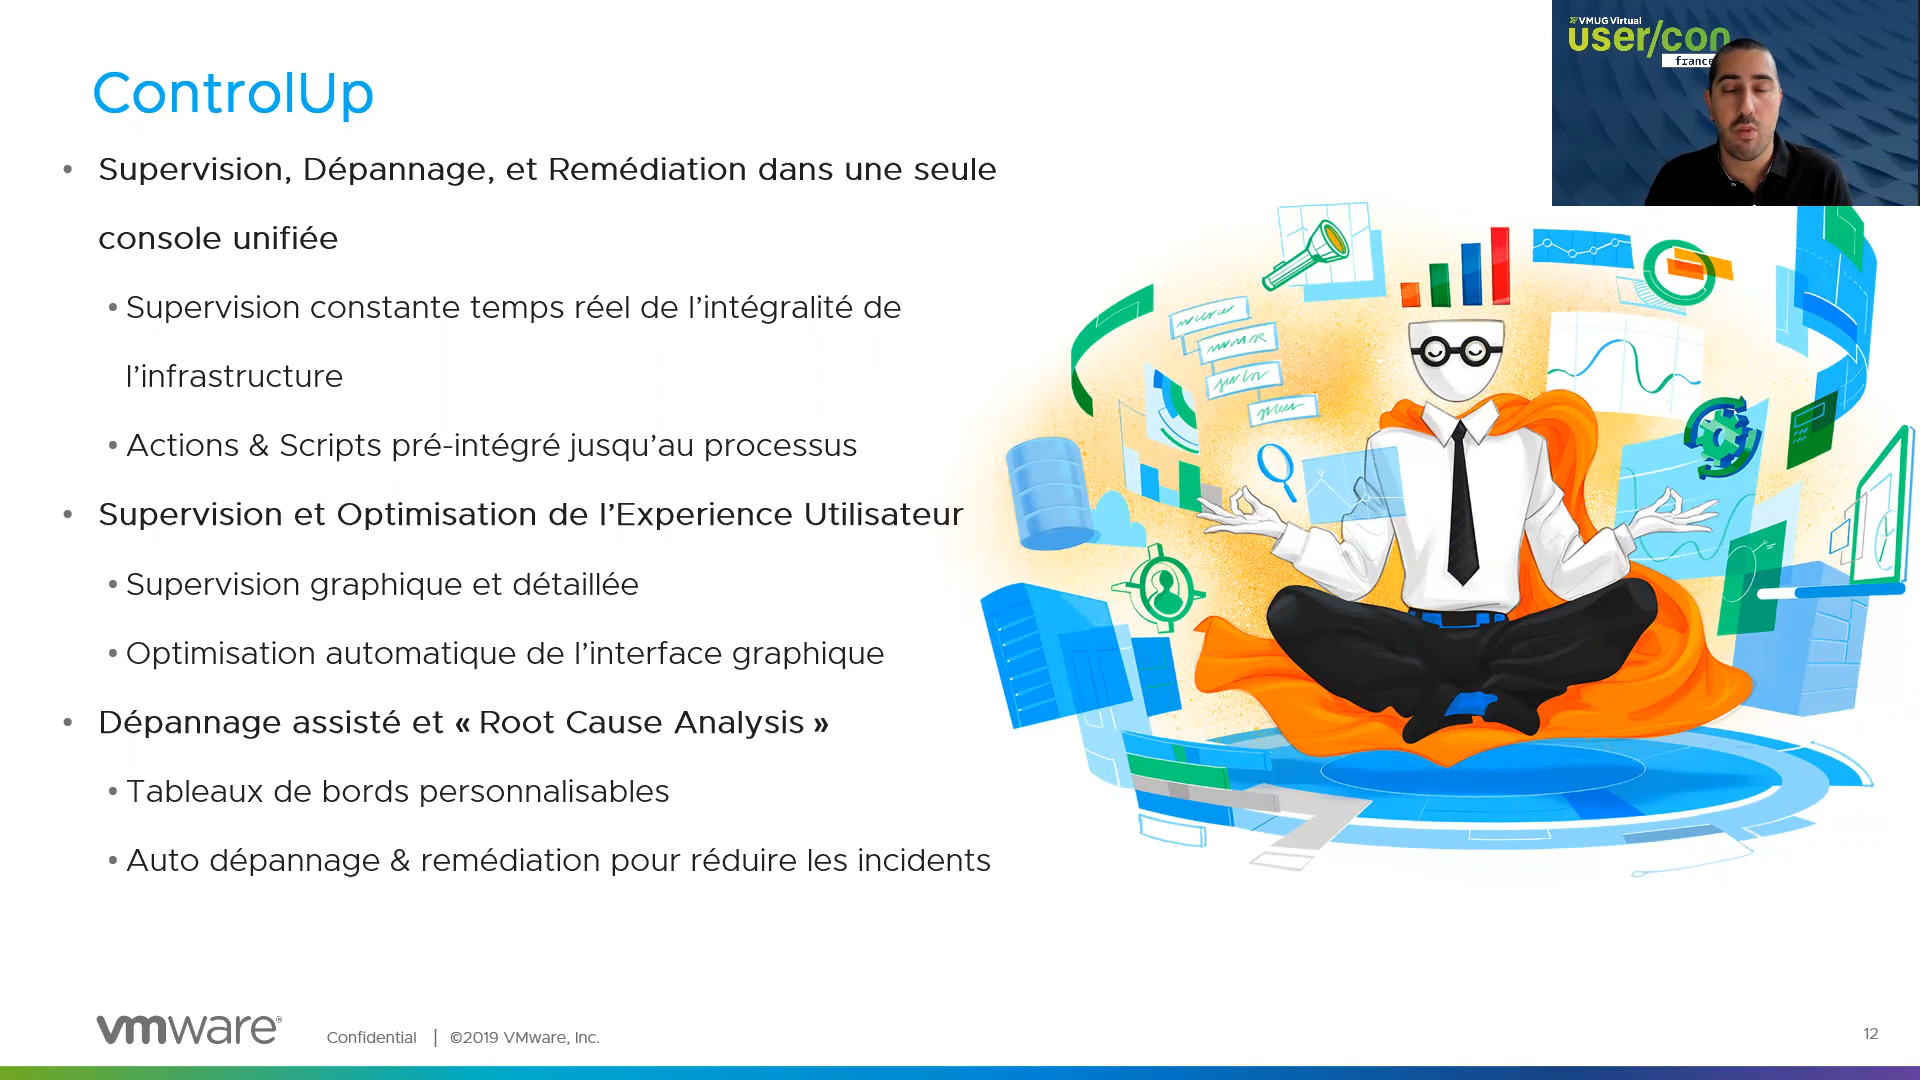 VMUG Virtual
user/con
france
ControlUp
• Supervision, Dépannage, et Remédiation dans une seule
console unifiée
• Supervision constante temps réel de l’intégralité de
l’infrastructure
• Actions & Scripts pré-intégré jusqu’au processus
• Supervision et Optimisation de l’Experience Utilisateur
• Supervision graphique et détaillée
• Optimisation automatique de l’interface graphique
• Dépannage assisté et « Root Cause Analysis »
• Tableaux de bords personnalisables
• Auto dépannage & remédiation pour réduire les incidents
vmware®
Confidential | ©2019 VMware, Inc.
12